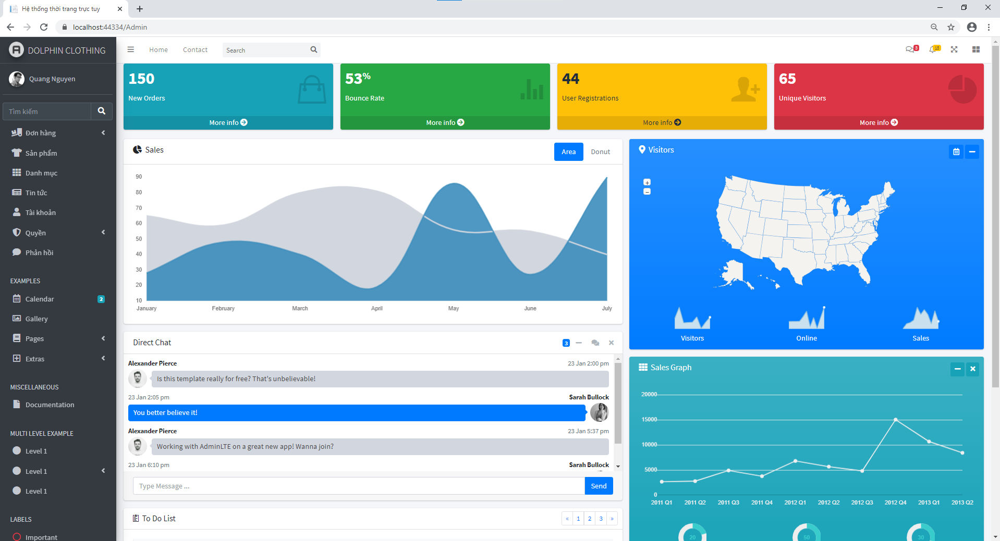 Hệ thống thời trang trực tuy
localhost:44334/Admin
DOLPHIN CLOTHING
Home
Contact
Search
3
15
Quang Nguyen
Tìm kiếm
Đơn hàng
Sản phẩm
Danh mục
Tin tức
Tài khoản
Quyền
Phản hồi
EXAMPLES
Calendar
2
Gallery
Pages
Extras
MISCELLANEOUS
Documentation
MULTI LEVEL EXAMPLE
Level 1
Level 1
Level 1
LABELS
Important
150
New Orders
More info
53%
Bounce Rate
More info
44
User Registrations
More info
65
Unique Visitors
More info
Sales
Area
Donut
90
80
70
60
50
40
30
20
10
January
February
March
April
May
June
July
Direct Chat
3
Alexander Pierce
23 Jan 2:00 pm
Is this template really for free? That's unbelievable!
23 Jan 2:05 pm
Sarah Bullock
You better believe it!
Alexander Pierce
23 Jan 5:37 pm
Working with AdminLTE on a great new app! Wanna join?
23 Jan 6:10 pm
Sarah Bullock
Type Message ...
Send
To Do List
« 1 2 3 »
Visitors
+
−
Visitors
Online
Sales
Sales Graph
20000
15000
10000
5000
0
2011 Q1
2011 Q2
2011 Q3
2011 Q4
2012 Q1
2012 Q2
2012 Q3
2012 Q4
2013 Q1
2013 Q2
20
50
30